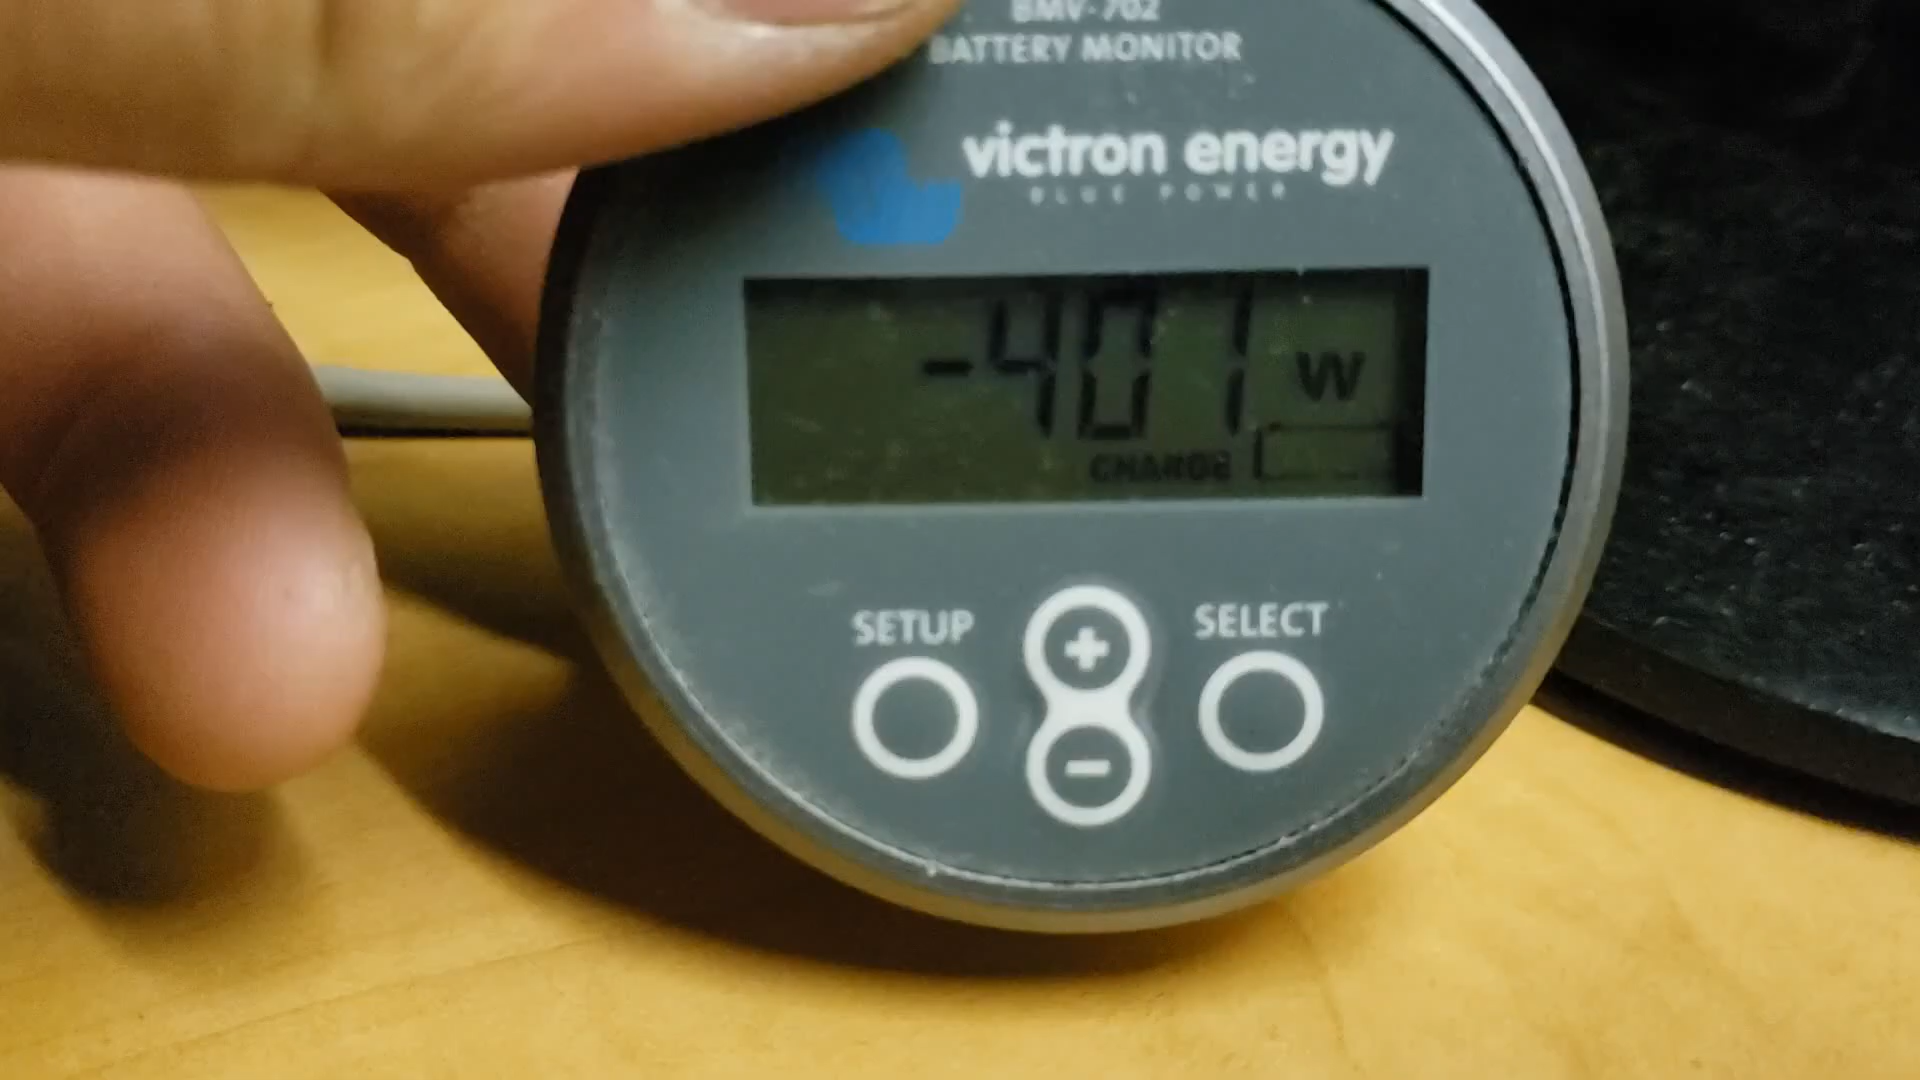 BMV-702
BATTERY MONITOR
victron energy
BLUE POWER
-401 W
CHARGE
SETUP
+
SELECT
-